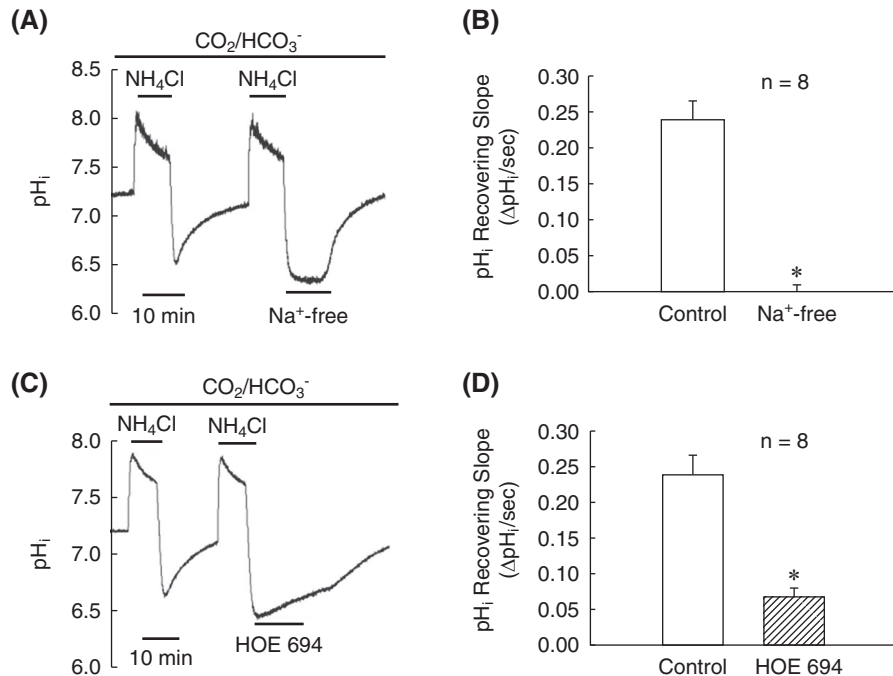 (A)
CO₂/HCO₃⁻
NH₄Cl NH₄Cl
8.5
8.0
7.5
7.0
6.5
6.0
pHᵢ
10 min Na⁺-free
(B)
n = 8
0.30
0.25
0.20
0.15
0.10
0.05
0.00
pHᵢ Recovering Slope
(ΔpHᵢ/sec)
*
Control Na⁺-free
(C)
CO₂/HCO₃⁻
NH₄Cl NH₄Cl
8.0
7.5
7.0
6.5
6.0
pHᵢ
10 min HOE 694
(D)
n = 8
0.30
0.25
0.20
0.15
0.10
0.05
0.00
pHᵢ Recovering Slope
(ΔpHᵢ/sec)
*
Control HOE 694